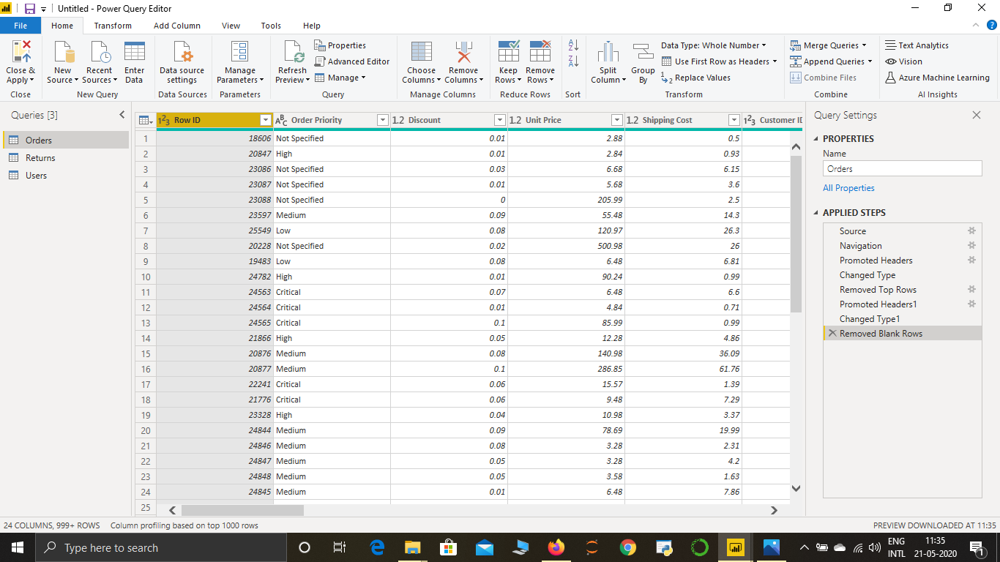 Untitled - Power Query Editor
File Home Transform Add Column View Tools Help
Close & Apply
Close
New Source
Recent Sources
Enter Data
New Query
Data source settings
Data Sources
Manage Parameters
Parameters
Refresh Preview
Properties
Advanced Editor
Manage
Query
Choose Columns
Remove Columns
Manage Columns
Keep Rows
Remove Rows
Reduce Rows
Sort
Split Column
Group By
Data Type: Whole Number
Use First Row as Headers
Replace Values
Transform
Merge Queries
Append Queries
Combine Files
Combine
Text Analytics
Vision
Azure Machine Learning
AI Insights
Queries [3]
Orders
Returns
Users
123 Row ID ABC Order Priority 1.2 Discount 1.2 Unit Price 1.2 Shipping Cost 123 Customer ID
1 18606 Not Specified 0.01 2.88 0.5
2 20847 High 0.01 2.84 0.93
3 23086 Not Specified 0.03 6.68 6.15
4 23087 Not Specified 0.01 5.68 3.6
5 23088 Not Specified 0 205.99 2.5
6 23597 Medium 0.09 55.48 14.3
7 25549 Low 0.08 120.97 26.3
8 20228 Not Specified 0.02 500.98 26
9 19483 Low 0.08 6.48 6.81
10 24782 High 0.01 90.24 0.99
11 24563 Critical 0.07 6.48 6.6
12 24564 Critical 0.01 4.84 0.71
13 24565 Critical 0.1 85.99 0.99
14 21866 High 0.05 12.28 4.86
15 20876 Medium 0.08 140.98 36.09
16 20877 Medium 0.1 286.85 61.76
17 22241 Critical 0.06 15.57 1.39
18 21776 Critical 0.06 9.48 7.29
19 23328 High 0.04 10.98 3.37
20 24844 Medium 0.09 78.69 19.99
21 24846 Medium 0.08 3.28 2.31
22 24847 Medium 0.05 3.28 4.2
23 24848 Medium 0.05 3.58 1.63
24 24845 Medium 0.01 6.48 7.86
25
Query Settings
PROPERTIES
Name
Orders
All Properties
APPLIED STEPS
Source
Navigation
Promoted Headers
Changed Type
Removed Top Rows
Promoted Headers1
Changed Type1
Removed Blank Rows
24 COLUMNS, 999+ ROWS Column profiling based on top 1000 rows
PREVIEW DOWNLOADED AT 11:35
Type here to search
ENG
INTL
11:35
21-05-2020
1